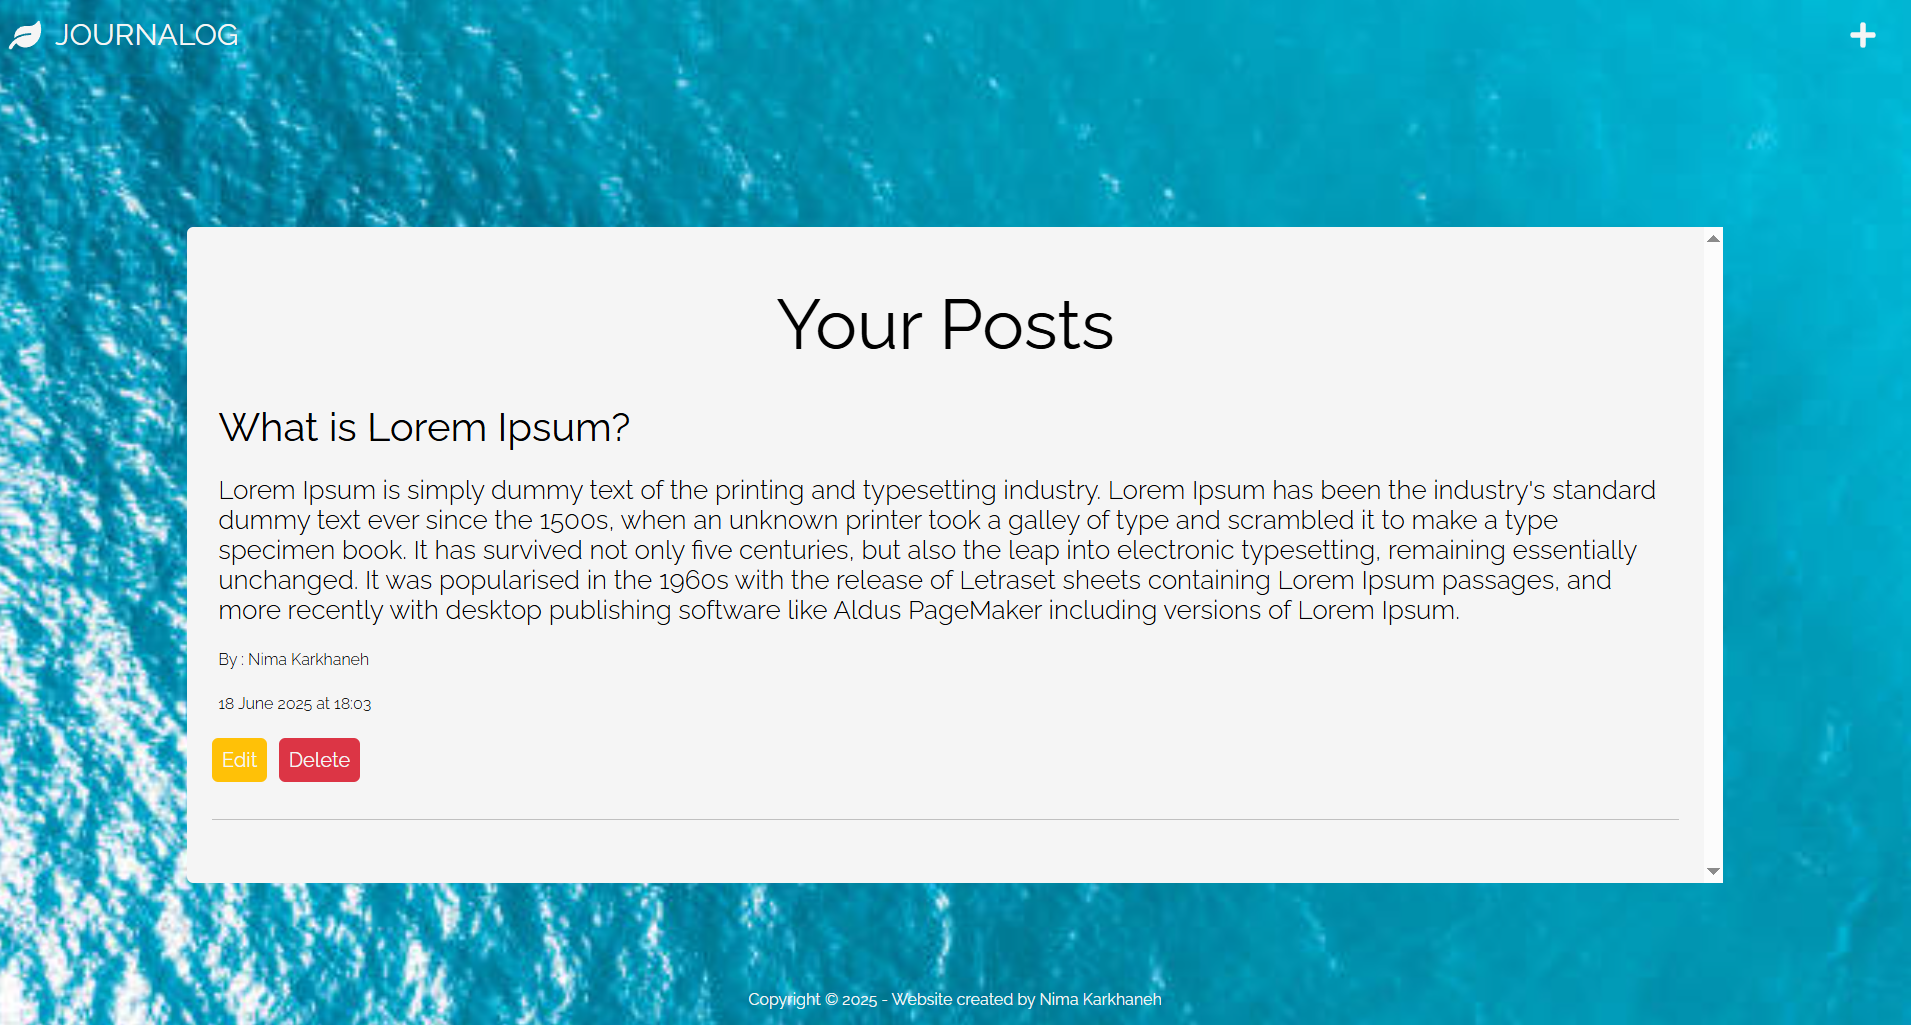 JOURNALOG
Your Posts
What is Lorem Ipsum?
Lorem Ipsum is simply dummy text of the printing and typesetting industry. Lorem Ipsum has been the industry's standard
dummy text ever since the 1500s, when an unknown printer took a galley of type and scrambled it to make a type
specimen book. It has survived not only five centuries, but also the leap into electronic typesetting, remaining essentially
unchanged. It was popularised in the 1960s with the release of Letraset sheets containing Lorem Ipsum passages, and
more recently with desktop publishing software like Aldus PageMaker including versions of Lorem Ipsum.
By : Nima Karkhaneh
18 June 2025 at 18:03
Edit Delete
Copyright © 2025 - Website created by Nima Karkhaneh